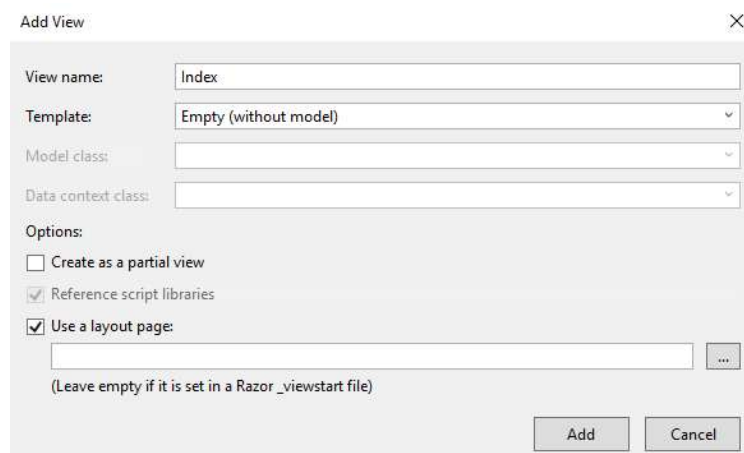 Add View
View name: Index
Template: Empty (without model)
Model class:
Data context class:
Options:
Create as a partial view
Reference script libraries
Use a layout page:
...
(Leave empty if it is set in a Razor _viewstart file)
Add Cancel